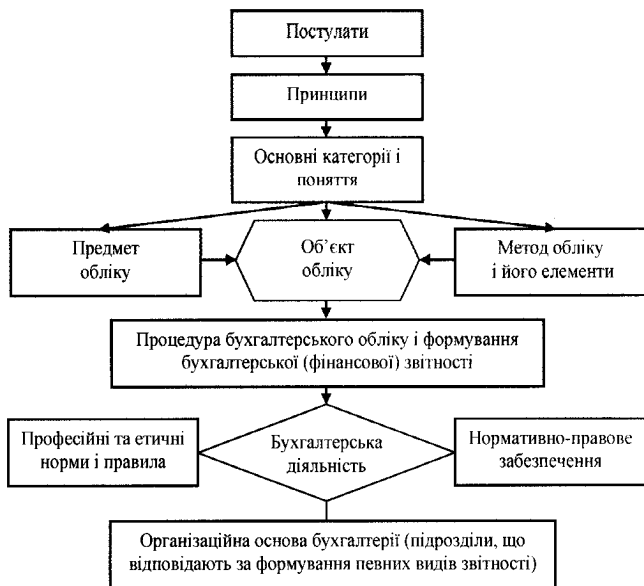 Постулати
Принципи
Основні категорії і
поняття
Предмет
обліку
Об’єкт
обліку
Метод обліку
і його елементи
Процедура бухгалтерського обліку і формування
бухгалтерської (фінансової) звітності
Професійні та етичні
норми і правила
Бухгалтерська
діяльність
Нормативно-правове
забезпечення
Організаційна основа бухгалтерії (підрозділи, що
відповідають за формування певних видів звітності)